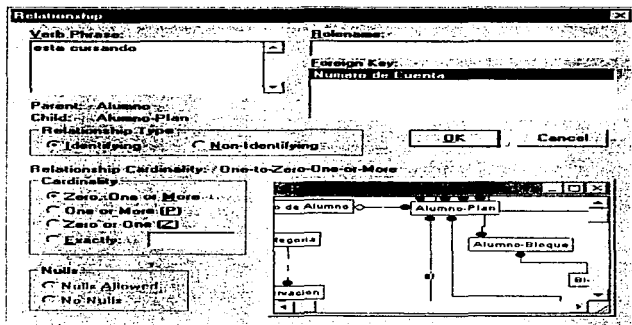 Relationship
Verb Phrase:
esta cursando
Rolename:
Foreign Key:
Numero de Cuenta
Parent: Alumno
Child: Alumno-Plan
Relationship Type
Identifying
Non-Identifying
OK
Cancel
Relationship Cardinality: One-to-Zero-One-or-More
Cardinality
Zero, One or More
One or More (P)
Zero or One (Z)
Exactly:
Nulls
Nulls Allowed
No Nulls
o de Alumno
Alumno-Plan
tegoria
Alumno-Bloque
Bl-